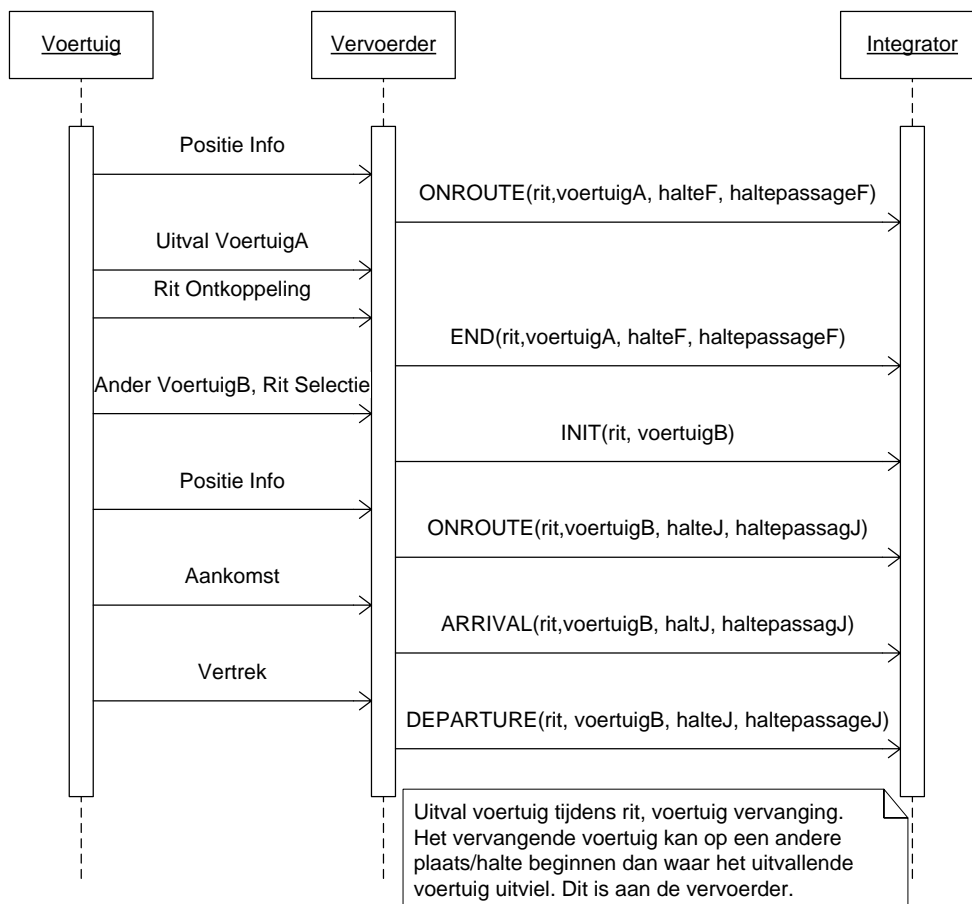 Voertuig
Vervoerder
Integrator
Positie Info
ONROUTE(rit,voertuigA, halteF, haltepassageF)
Uitval VoertuigA
Rit Ontkoppeling
END(rit,voertuigA, halteF, haltepassageF)
Ander VoertuigB, Rit Selectie
INIT(rit, voertuigB)
Positie Info
ONROUTE(rit,voertuigB, halteJ, haltepassagJ)
Aankomst
ARRIVAL(rit,voertuigB, haltJ, haltepassagJ)
Vertrek
DEPARTURE(rit, voertuigB, halteJ, haltepassageJ)
Uitval voertuig tijdens rit, voertuig vervanging.
Het vervangende voertuig kan op een andere
plaats/halte beginnen dan waar het uitvallende
voertuig uitviel. Dit is aan de vervoerder.